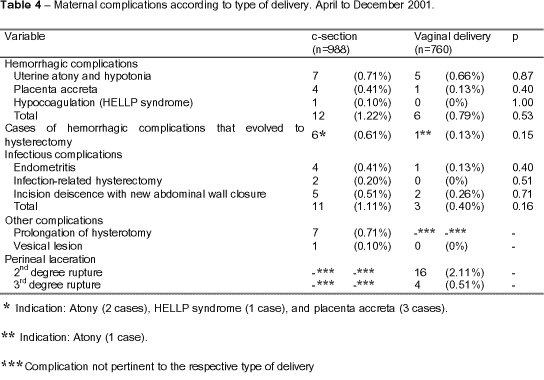 Table 4 – Maternal complications according to type of delivery. April to December 2001.
Variable c-section (n=988) Vaginal delivery (n=760) p
Hemorrhagic complications
Uterine atony and hypotonia 7 (0.71%) 5 (0.66%) 0.87
Placenta accreta 4 (0.41%) 1 (0.13%) 0.40
Hypocoagulation (HELLP syndrome) 1 (0.10%) 0 (0%) 1.00
Total 12 (1.22%) 6 (0.79%) 0.53
Cases of hemorrhagic complications that evolved to hysterectomy 6* (0.61%) 1** (0.13%) 0.15
Infectious complications
Endometritis 4 (0.41%) 1 (0.13%) 0.40
Infection-related hysterectomy 2 (0.20%) 0 (0%) 0.51
Incision deiscence with new abdominal wall closure 5 (0.51%) 2 (0.26%) 0.71
Total 11 (1.11%) 3 (0.40%) 0.16
Other complications
Prolongation of hysterotomy 7 (0.71%) -*** -*** -
Vesical lesion 1 (0.10%) 0 (0%) -
Perineal laceration
2nd degree rupture -*** -*** 16 (2.11%) -
3rd degree rupture -*** -*** 4 (0.51%) -
* Indication: Atony (2 cases), HELLP syndrome (1 case), and placenta accreta (3 cases).
** Indication: Atony (1 case).
***Complication not pertinent to the respective type of delivery